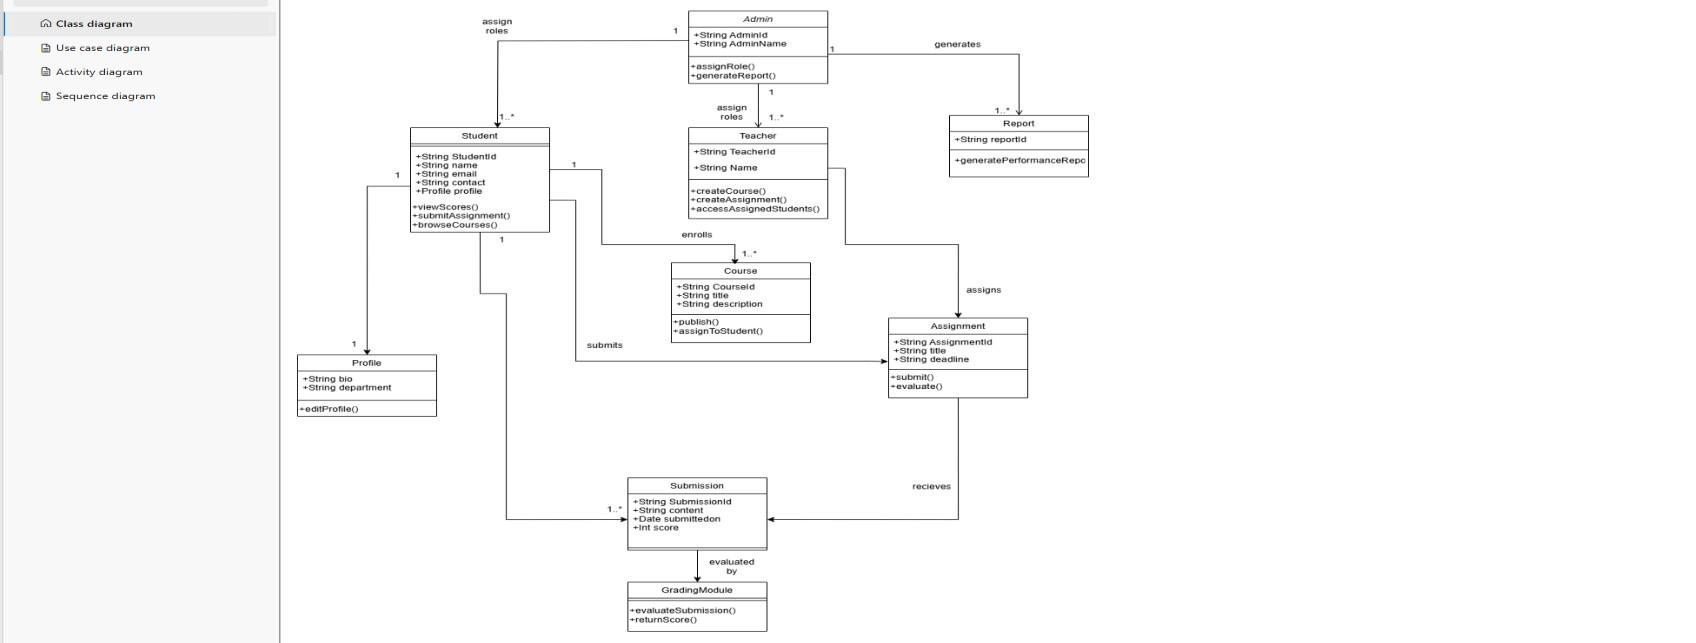 Class diagram
Use case diagram
Activity diagram
Sequence diagram
Admin
+String AdminId
+String AdminName
+assignRole()
+generateReport()
assign
roles
1
1..*
1
assign
roles
1..*
1
generates
1..*
Report
+String reportId
+generatePerformanceRepo
Student
+String StudentId
+String name
+String email
+String contact
+Profile profile
+viewScores()
+submitAssignment()
+browseCourses()
Teacher
+String TeacherId
+String Name
+createCourse()
+createAssignment()
+accessAssignedStudents()
1
1
1
enrolls
1..*
Course
+String CourseId
+String title
+String description
+publish()
+assignToStudent()
assigns
Assignment
+String AssignmentId
+String title
+String deadline
+submit()
+evaluate()
submits
1
Profile
+String bio
+String department
+editProfile()
recieves
1..*
Submission
+String SubmissionId
+String content
+Date submittedon
+Int score
evaluated
by
GradingModule
+evaluateSubmission()
+returnScore()